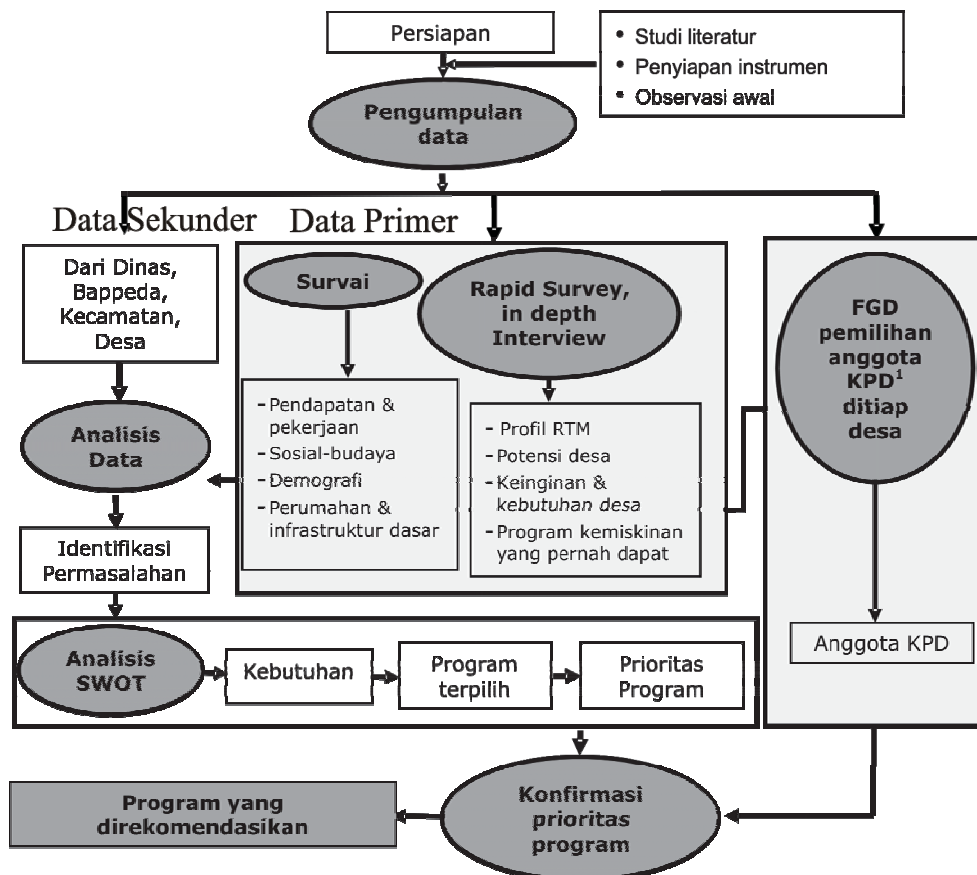 Persiapan
• Studi literatur
• Penyiapan instrumen
• Observasi awal
Pengumpulan
data
Data Sekunder
Data Primer
Dari Dinas,
Bappeda,
Kecamatan,
Desa
Survai
Rapid Survey,
in depth
Interview
FGD
pemilihan
anggota
KPD¹
ditiap
desa
Analisis
Data
- Pendapatan &
pekerjaan
- Sosial-budaya
- Demografi
- Perumahan &
infrastruktur dasar
- Profil RTM
- Potensi desa
- Keinginan &
kebutuhan desa
- Program kemiskinan
yang pernah dapat
Identifikasi
Permasalahan
Anggota KPD
Analisis
SWOT
Kebutuhan
Program
terpilih
Prioritas
Program
Konfirmasi
prioritas
program
Program yang
direkomendasikan